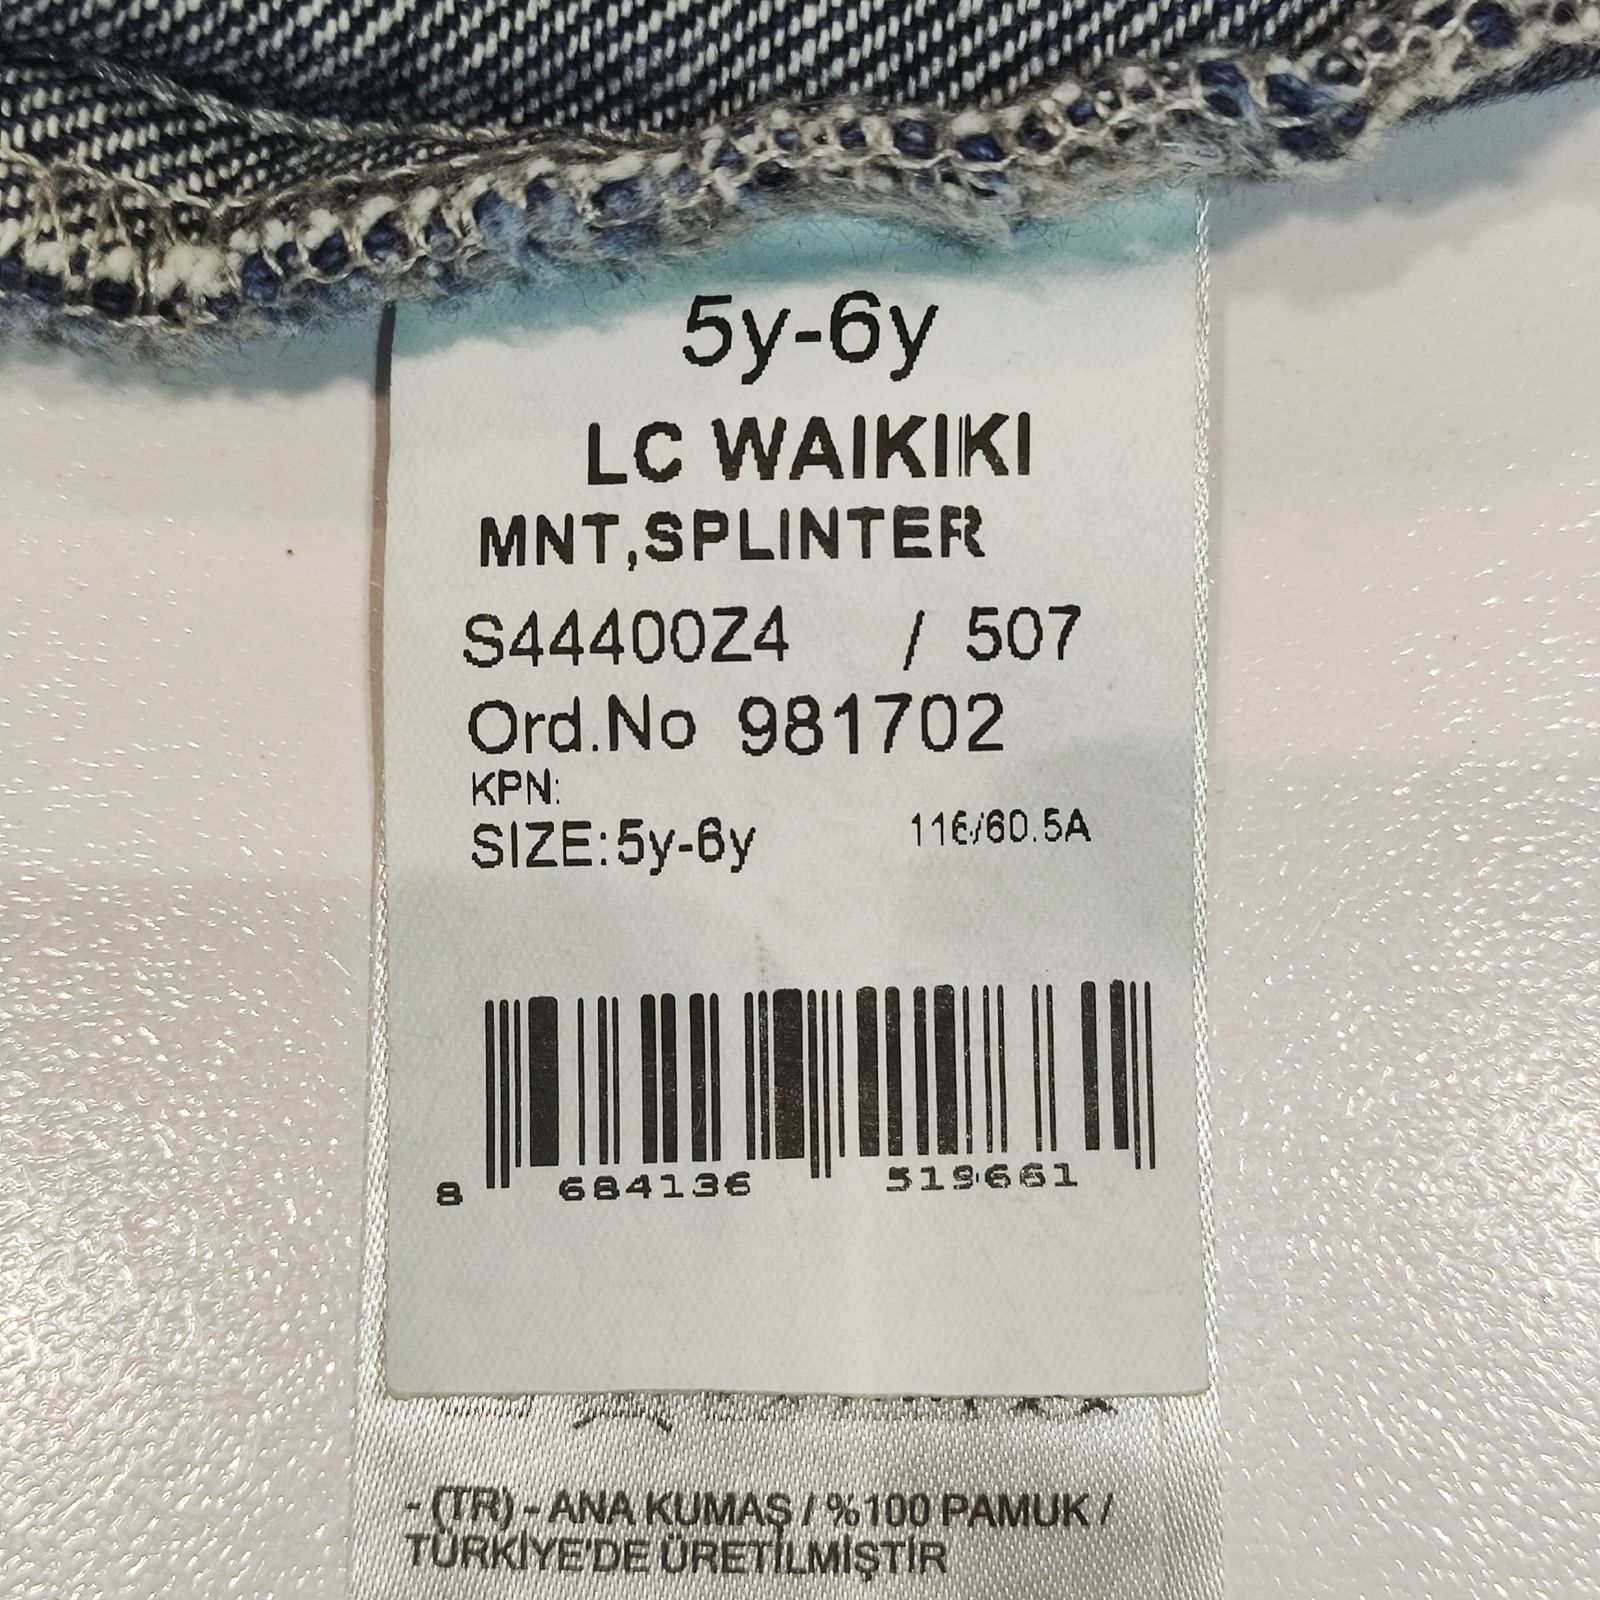 5y-6y
LC WAIKIKI
MNT,SPLINTER
S44400Z4 / 507
Ord.No 981702
KPN:
SIZE:5y-6y 116/60.5A
8 684136 519661
- (TR) - ANA KUMAŞ / %100 PAMUK /
TÜRKİYE'DE ÜRETİLMİŞTİR